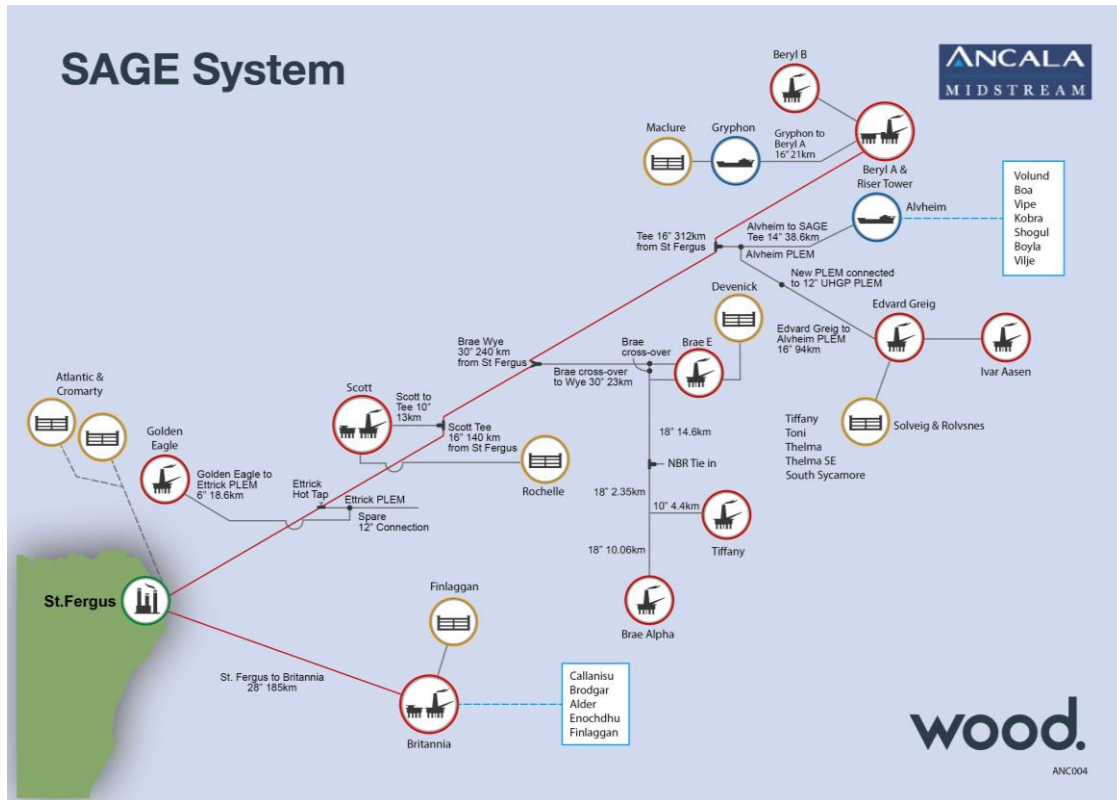 SAGE System
ANCALA
MIDSTREAM
Beryl B
Maclure
Gryphon
Gryphon to
Beryl A
16" 21km
Beryl A &
Riser Tower
Volund
Boa
Vipe
Kobra
Shogul
Boyla
Vilje
Alvheim
Tee 16" 312km
from St Fergus
Alvheim to SAGE
Tee 14" 38.6km
Alvheim PLEM
New PLEM connected
to 12" UHGP PLEM
Devenick
Edvard Greig
Edvard Greig to
Alvheim PLEM
16" 94km
Ivar Aasen
Brae Wye
30" 240 km
from St Fergus
Brae
cross-over
Brae E
Brae cross-over
to Wye 30" 23km
Atlantic &
Cromarty
Scott
Scott to
Tee 10"
13km
Scott Tee
16" 140 km
from St Fergus
Solveig & Rolvsnes
Tiffany
Toni
Thelma
Thelma SE
South Sycamore
Golden
Eagle
Golden Eagle to
Ettrick PLEM
6" 18.6km
18" 14.6km
NBR Tie in
Rochelle
Ettrick
Hot Tap
Ettrick PLEM
Spare
12" Connection
18" 2.35km
10" 4.4km
Tiffany
18" 10.06km
St.Fergus
Finlaggan
Brae Alpha
St. Fergus to Britannia
28" 185km
Callanisu
Brodgar
Alder
Enochdhu
Finlaggan
Britannia
wood.
ANC004